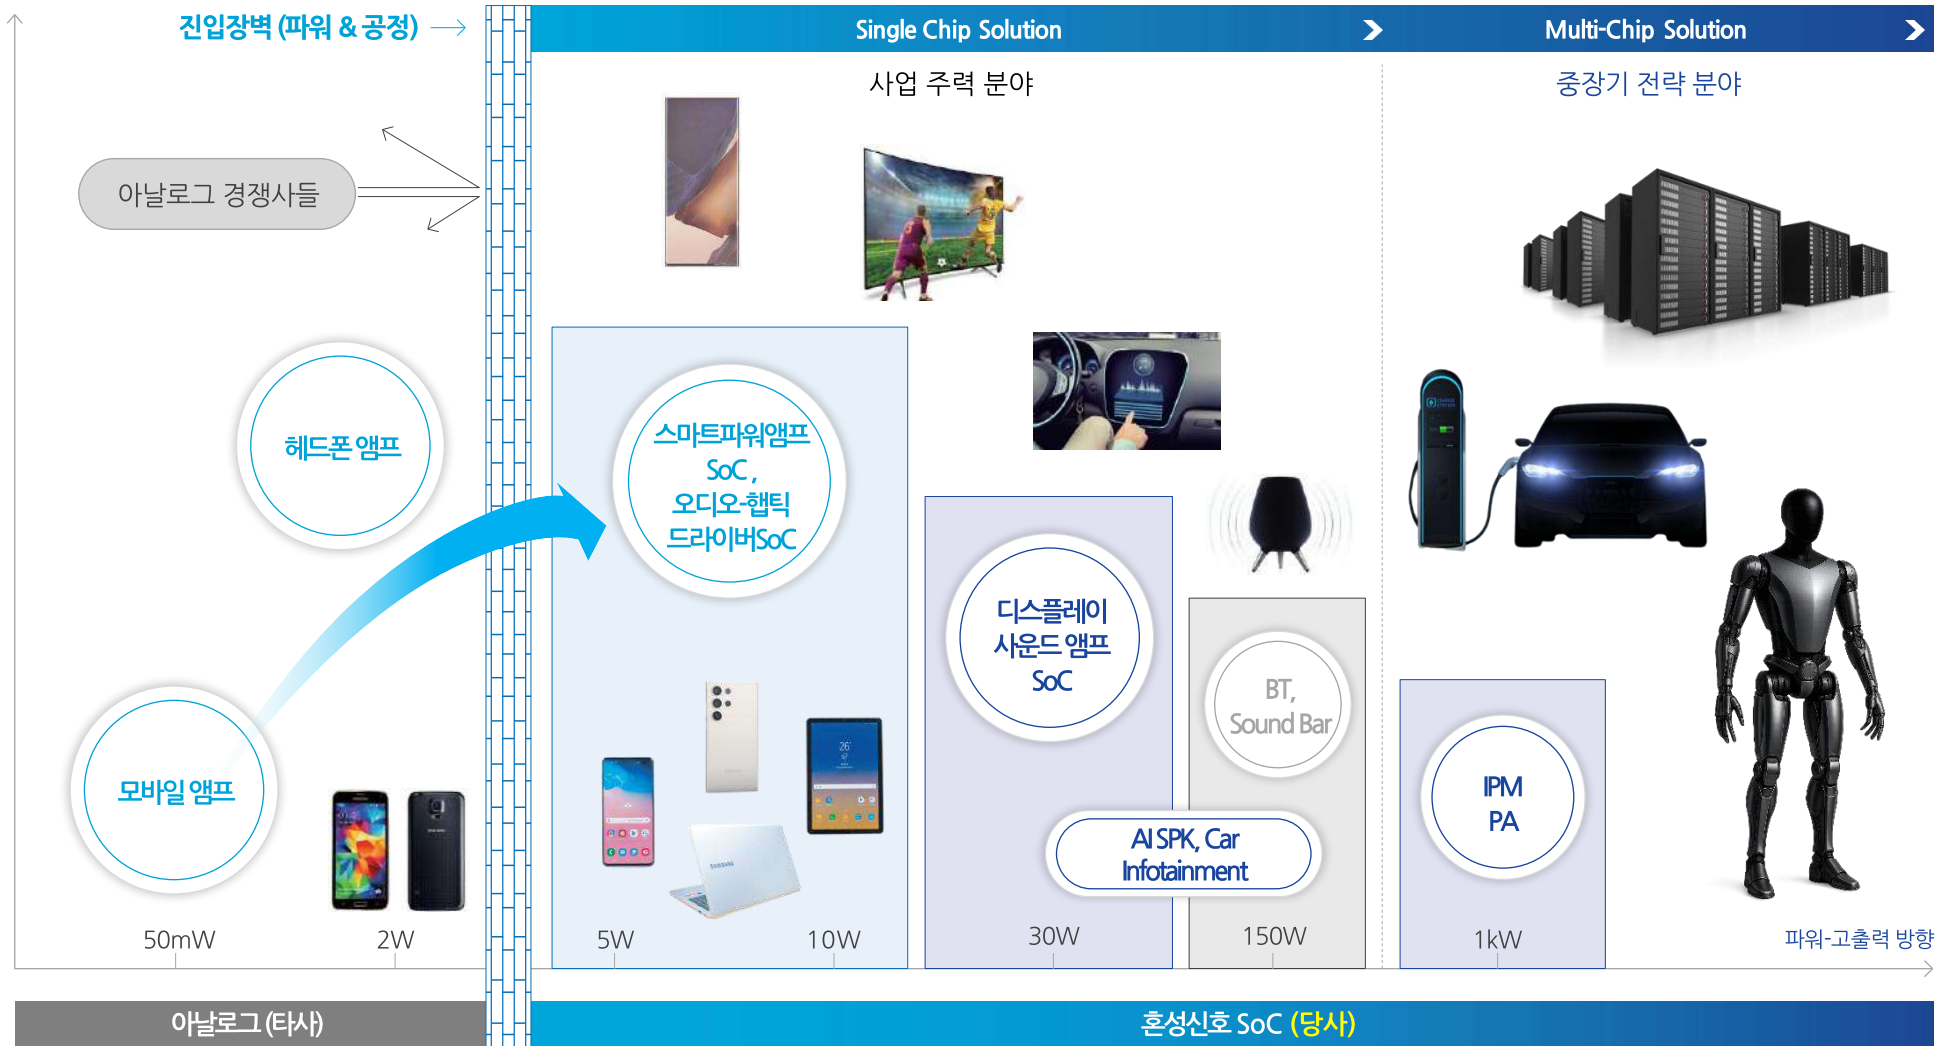 진입장벽 (파워 & 공정)
Single Chip Solution
Multi-Chip Solution
사업 주력 분야
중장기 전략 분야
아날로그 경쟁사들
헤드폰 앰프
스마트파워앰프
SoC ,
오디오-햅틱
드라이버SoC
디스플레이
사운드 앰프
SoC
BT,
Sound Bar
모바일 앰프
IPM
PA
AI SPK, Car
Infotainment
SAMSUNG
50mW
2W
5W
10W
30W
150W
1kW
파워-고출력 방향
아날로그 (타사)
혼성신호 SoC (당사)